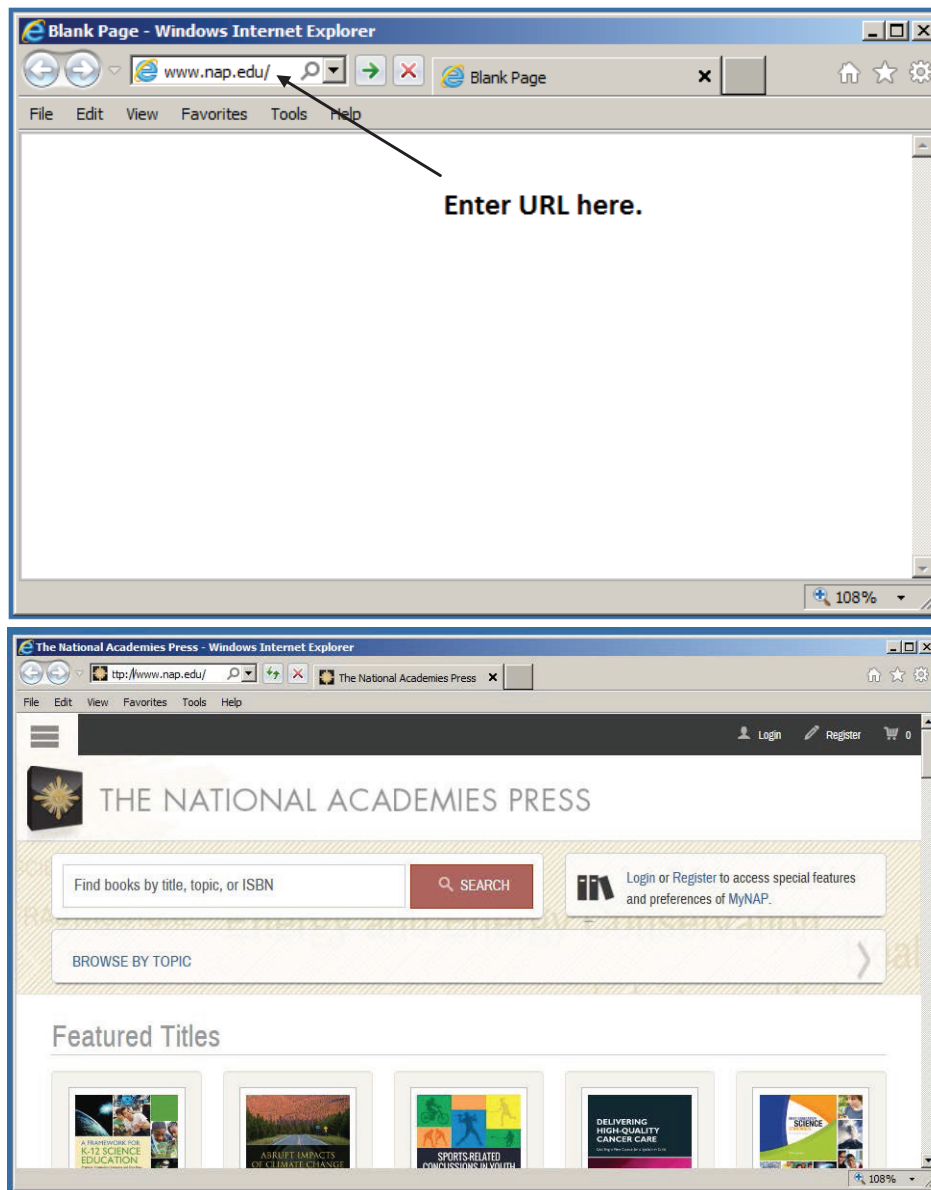 Blank Page - Windows Internet Explorer
www.nap.edu/
Blank Page
File Edit View Favorites Tools Help
Enter URL here.
108%
The National Academies Press - Windows Internet Explorer
ttp://www.nap.edu/
The National Academies Press
File Edit View Favorites Tools Help
Login Register 0
THE NATIONAL ACADEMIES PRESS
Find books by title, topic, or ISBN
SEARCH
Login or Register to access special features
and preferences of MyNAP.
Energy and Energy Conservation
BROWSE BY TOPIC
Featured Titles
A FRAMEWORK FOR
K-12 SCIENCE
EDUCATION
ABRUPT IMPACTS
OF CLIMATE CHANGE
SPORTS-RELATED
CONCUSSIONS IN YOUTH
DELIVERING
HIGH-QUALITY
CANCER CARE
SCIENCE
108%